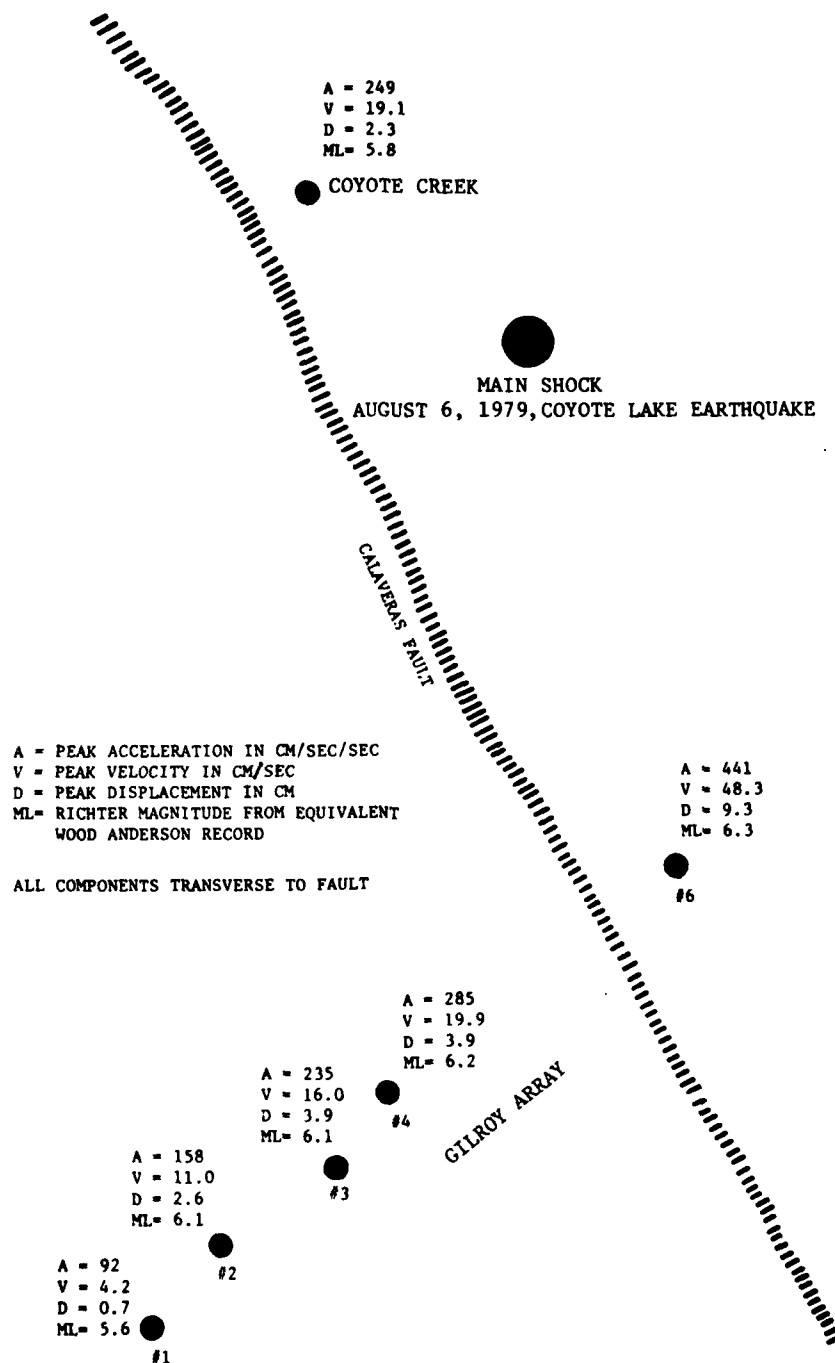 A = 249
V = 19.1
D = 2.3
ML= 5.8
COYOTE CREEK
MAIN SHOCK
AUGUST 6, 1979,COYOTE LAKE EARTHQUAKE
CALAVERAS FAULT
A = PEAK ACCELERATION IN CM/SEC/SEC
V = PEAK VELOCITY IN CM/SEC
D = PEAK DISPLACEMENT IN CM
ML= RICHTER MAGNITUDE FROM EQUIVALENT
WOOD ANDERSON RECORD
ALL COMPONENTS TRANSVERSE TO FAULT
A = 441
V = 48.3
D = 9.3
ML= 6.3
#6
A = 285
V = 19.9
D = 3.9
ML= 6.2
#4
GILROY ARRAY
A = 235
V = 16.0
D = 3.9
ML= 6.1
#3
A = 158
V = 11.0
D = 2.6
ML= 6.1
#2
A = 92
V = 4.2
D = 0.7
ML= 5.6
#1